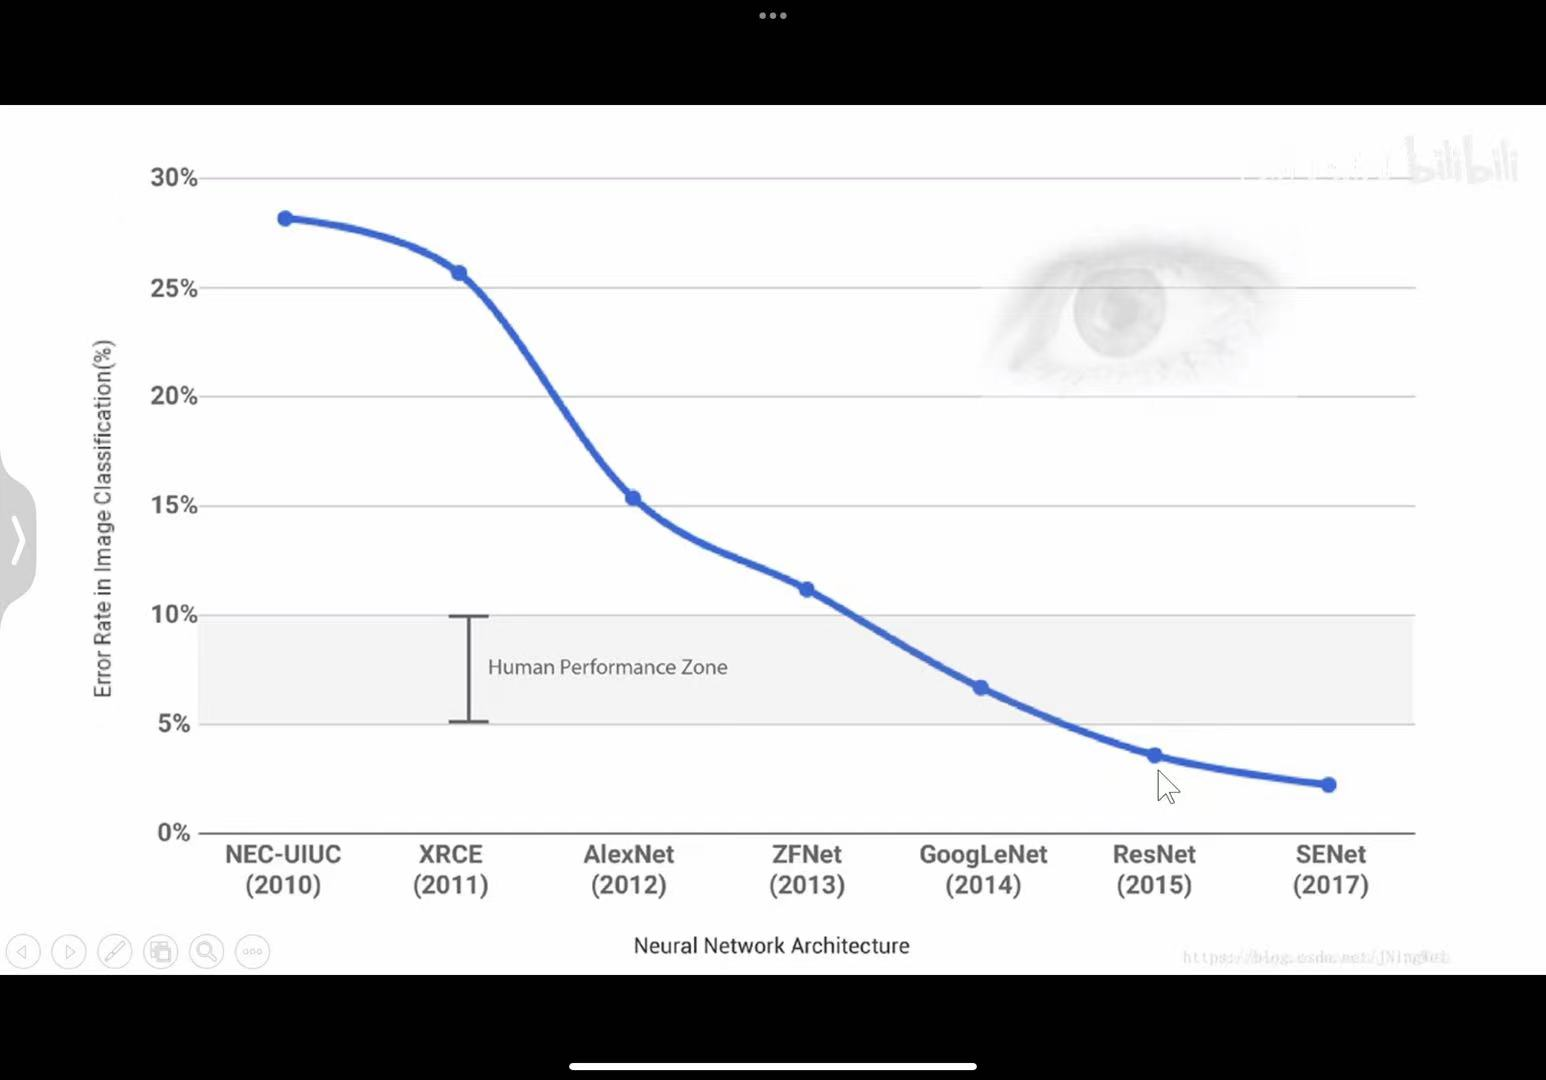 bilibili
30%
25%
20%
15%
10%
5%
0%
Error Rate in Image Classification(%)
Human Performance Zone
NEC-UIUC XRCE AlexNet ZFNet GoogLeNet ResNet SENet
(2010) (2011) (2012) (2013) (2014) (2015) (2017)
Neural Network Architecture